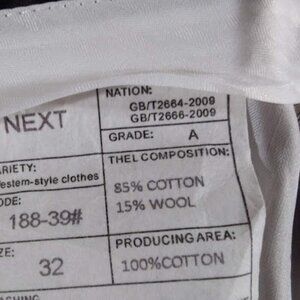 NEXT
NATION:
GB/T2664-2009
GB/T2666-2009
GRADE: A
ARIETY:
estern-style clothes
ODE:
188-39#
THEL COMPOSITION:
85% COTTON
15% WOOL
ZE:
32
PRODUCING AREA:
100%COTTON